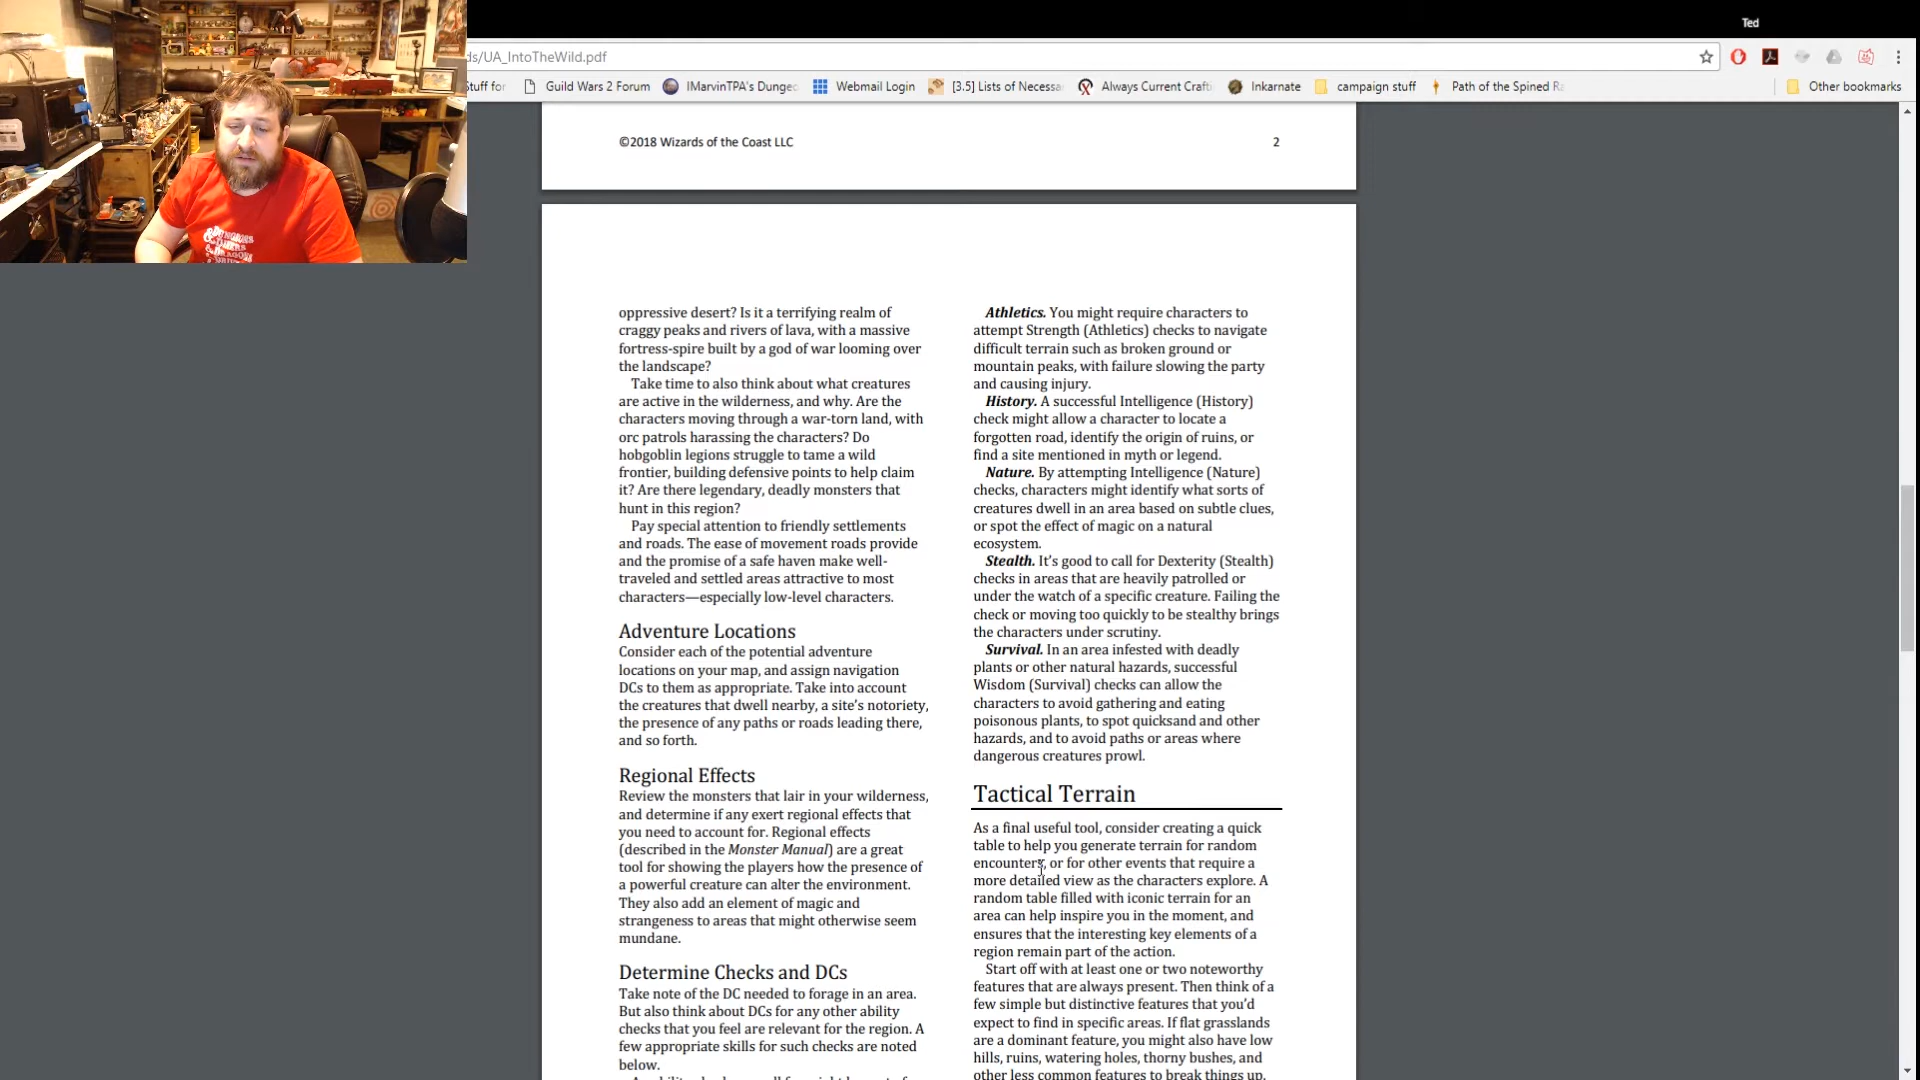 Ted
ds/UA_IntoTheWild.pdf
Stuff for
Guild Wars 2 Forum
IMarvinTPA's Dunge
Webmail Login
[3.5] Lists of Necessa
Always Current Craft
Inkarnate
campaign stuff
Path of the Spined Ra
Other bookmarks
©2018 Wizards of the Coast LLC
2
oppressive desert? Is it a terrifying realm of
craggy peaks and rivers of lava, with a massive
fortress-spire built by a god of war looming over
the landscape?
Take time to also think about what creatures
are active in the wilderness, and why. Are the
characters moving through a war-torn land, with
orc patrols harassing the characters? Do
hobgoblin legions struggle to tame a wild
frontier, building defensive points to help claim
it? Are there legendary, deadly monsters that
hunt in this region?
Pay special attention to friendly settlements
and roads. The ease of movement roads provide
and the promise of a safe haven make well-
traveled and settled areas attractive to most
characters—especially low-level characters.
Adventure Locations
Consider each of the potential adventure
locations on your map, and assign navigation
DCs to them as appropriate. Take into account
the creatures that dwell nearby, a site's notoriety,
the presence of any paths or roads leading there,
and so forth.
Regional Effects
Review the monsters that lair in your wilderness,
and determine if any exert regional effects that
you need to account for. Regional effects
(described in the Monster Manual) are a great
tool for showing the players how the presence of
a powerful creature can alter the environment.
They also add an element of magic and
strangeness to areas that might otherwise seem
mundane.
Determine Checks and DCs
Take note of the DC needed to forage in an area.
But also think about DCs for any other ability
checks that you feel are relevant for the region. A
few appropriate skills for such checks are noted
below.
Athletics. You might require characters to
attempt Strength (Athletics) checks to navigate
difficult terrain such as broken ground or
mountain peaks, with failure slowing the party
and causing injury.
History. A successful Intelligence (History)
check might allow a character to locate a
forgotten road, identify the origin of ruins, or
find a site mentioned in myth or legend.
Nature. By attempting Intelligence (Nature)
checks, characters might identify what sorts of
creatures dwell in an area based on subtle clues,
or spot the effect of magic on a natural
ecosystem.
Stealth. It's good to call for Dexterity (Stealth)
checks in areas that are heavily patrolled or
under the watch of a specific creature. Failing the
check or moving too quickly to be stealthy brings
the characters under scrutiny.
Survival. In an area infested with deadly
plants or other natural hazards, successful
Wisdom (Survival) checks can allow the
characters to avoid gathering and eating
poisonous plants, to spot quicksand and other
hazards, and to avoid paths or areas where
dangerous creatures prowl.
Tactical Terrain
As a final useful tool, consider creating a quick
table to help you generate terrain for random
encounters, or for other events that require a
more detailed view as the characters explore. A
random table filled with iconic terrain for an
area can help inspire you in the moment, and
ensures that the interesting key elements of a
region remain part of the action.
Start off with at least one or two noteworthy
features that are always present. Then think of a
few simple but distinctive features that you'd
expect to find in specific areas. If flat grasslands
are a dominant feature, you might also have low
hills, ruins, watering holes, thorny bushes, and
other less common features to break things up.